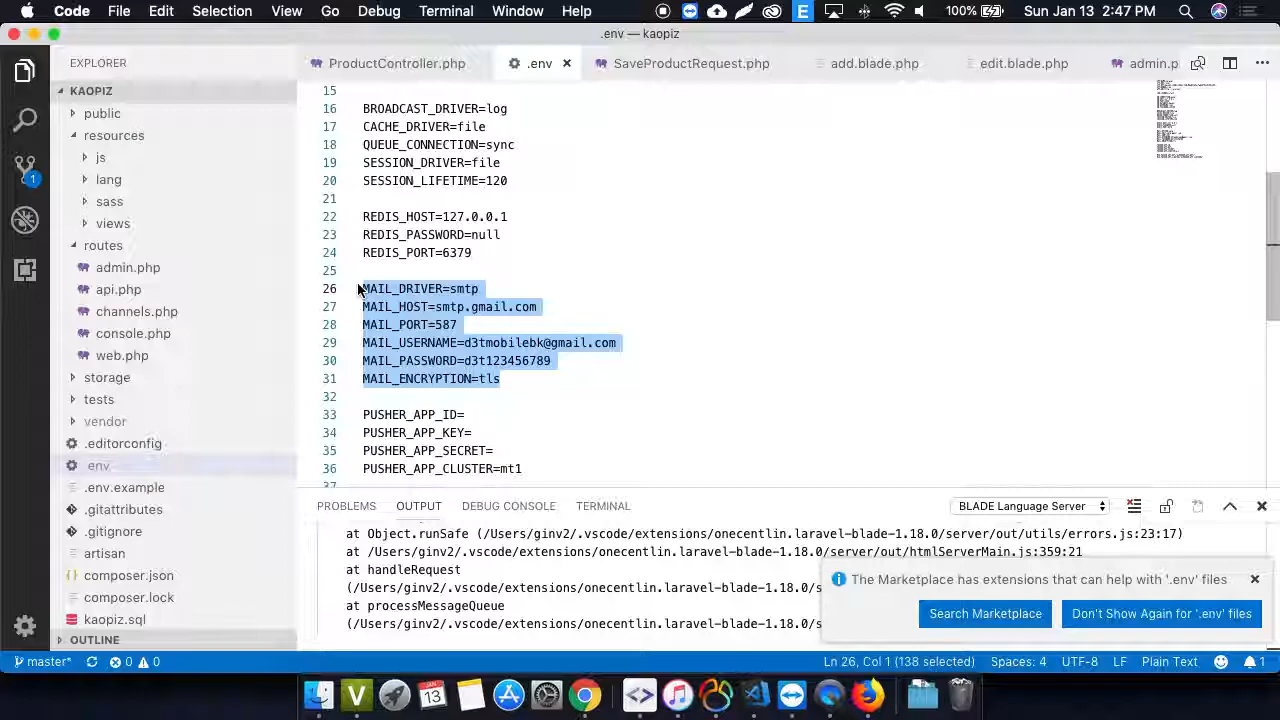 Code File Edit Selection View Go Debug Terminal Window Help 100% Sun Jan 13 2:47 PM
.env — kaopiz
EXPLORER
ProductController.php .env SaveProductRequest.php add.blade.php edit.blade.php admin.p
KAOPIZ
public
resources
js
lang
sass
views
routes
admin.php
api.php
channels.php
console.php
web.php
storage
tests
vendor
.editorconfig
.env
.env.example
.gitattributes
.gitignore
artisan
composer.json
composer.lock
kaopiz.sql
OUTLINE
1
15
16 BROADCAST_DRIVER=log
17 CACHE_DRIVER=file
18 QUEUE_CONNECTION=sync
19 SESSION_DRIVER=file
20 SESSION_LIFETIME=120
21
22 REDIS_HOST=127.0.0.1
23 REDIS_PASSWORD=null
24 REDIS_PORT=6379
25
26 MAIL_DRIVER=smtp
27 MAIL_HOST=smtp.gmail.com
28 MAIL_PORT=587
29 MAIL_USERNAME=d3tmobilebk@gmail.com
30 MAIL_PASSWORD=d3t123456789
31 MAIL_ENCRYPTION=tls
32
33 PUSHER_APP_ID=
34 PUSHER_APP_KEY=
35 PUSHER_APP_SECRET=
36 PUSHER_APP_CLUSTER=mt1
37
PROBLEMS OUTPUT DEBUG CONSOLE TERMINAL BLADE Language Server
at Object.runSafe (/Users/ginv2/.vscode/extensions/onecentlin.laravel-blade-1.18.0/server/out/utils/errors.js:23:17)
at /Users/ginv2/.vscode/extensions/onecentlin.laravel-blade-1.18.0/server/out/htmlServerMain.js:359:21
at handleRequest
(/Users/ginv2/.vscode/extensions/onecentlin.laravel-blade-1.18.0/s
at processMessageQueue
(/Users/ginv2/.vscode/extensions/onecentlin.laravel-blade-1.18.0/s
The Marketplace has extensions that can help with '.env' files
Search Marketplace Don't Show Again for '.env' files
master* 0 0 Ln 26, Col 1 (138 selected) Spaces: 4 UTF-8 LF Plain Text 1